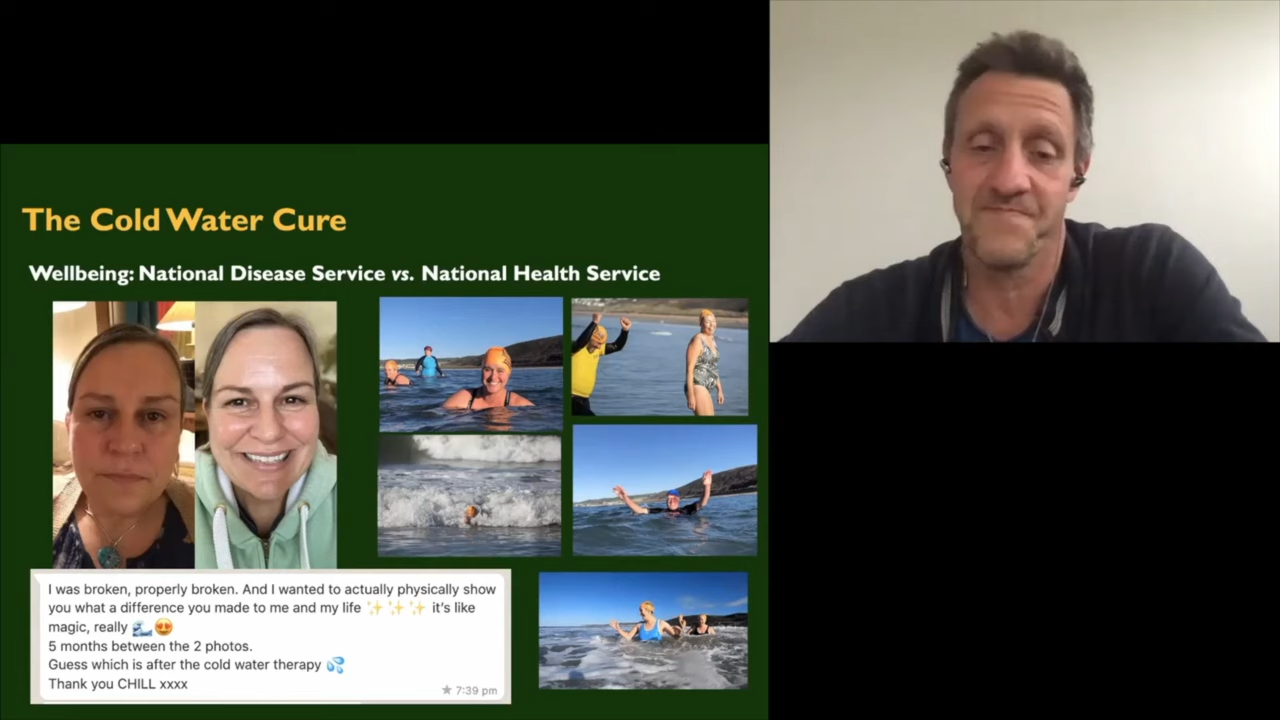 The Cold Water Cure
Wellbeing: National Disease Service vs. National Health Service
I was broken, properly broken. And I wanted to actually physically show
you what a difference you made to me and my life ✨✨✨ it's like
magic, really 🌊😍
5 months between the 2 photos.
Guess which is after the cold water therapy 💦
Thank you CHILL xxxx
★ 7:39 pm